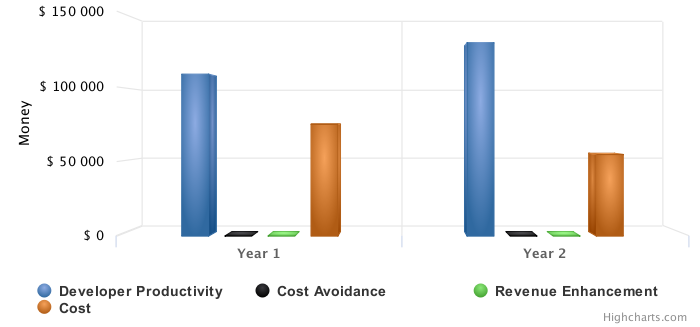 $ 150 000
$ 100 000
$ 50 000
$ 0
Money
Year 1
Year 2
Developer Productivity
Cost Avoidance
Revenue Enhancement
Cost
Highcharts.com